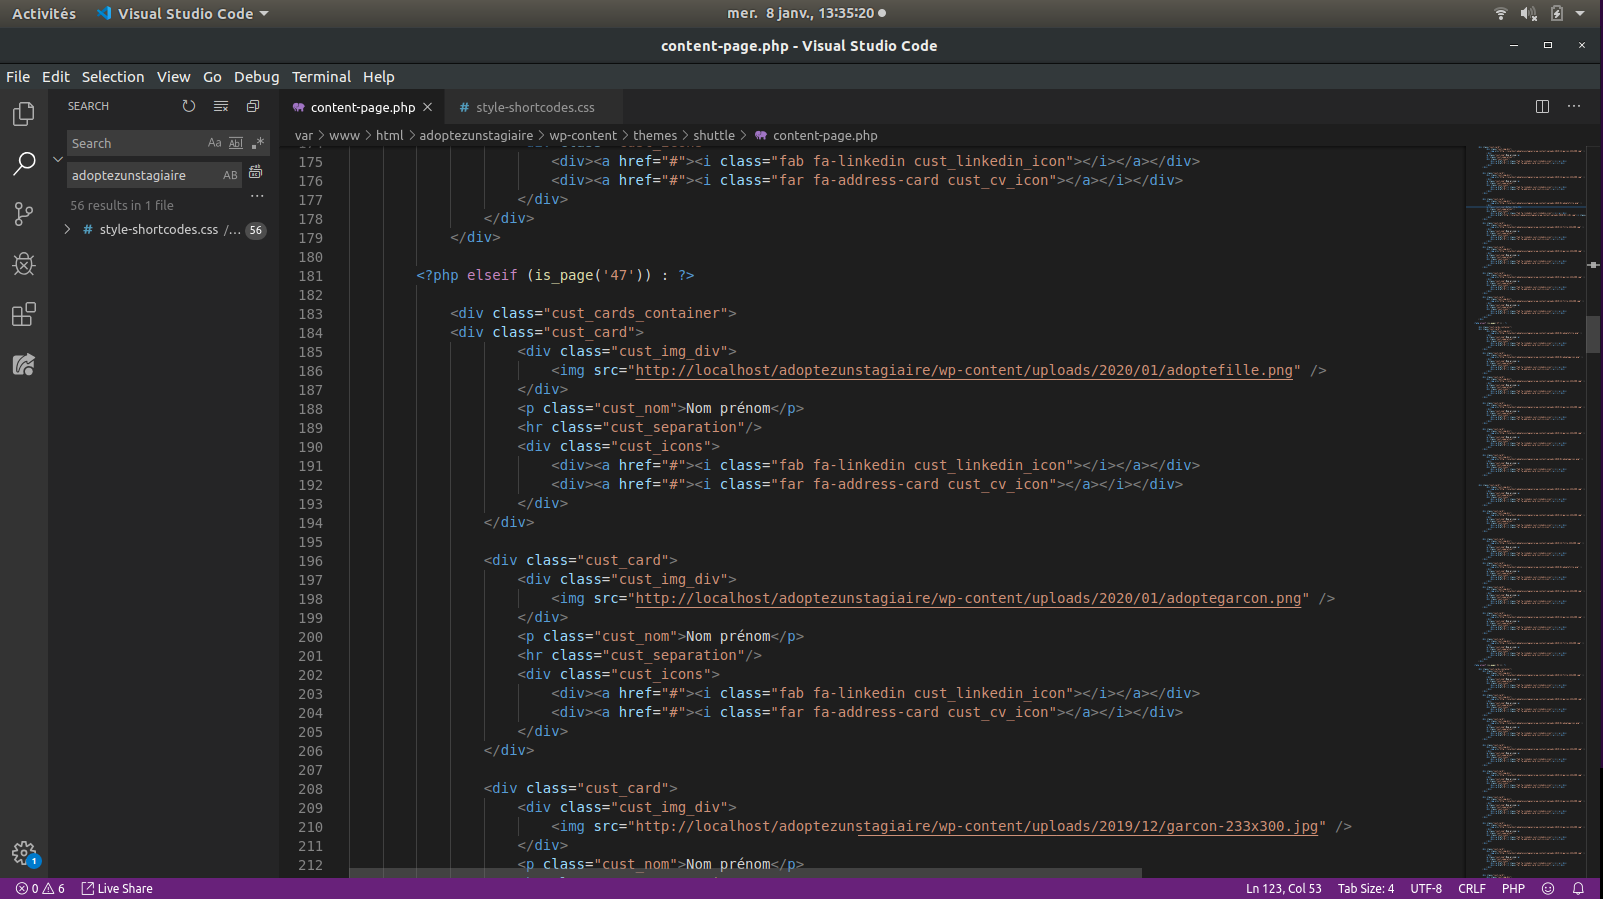 Activités Visual Studio Code mer. 8 janv., 13:35:20
content-page.php - Visual Studio Code
File Edit Selection View Go Debug Terminal Help
SEARCH
content-page.php
# style-shortcodes.css
Search Aa Abl .*
adoptezunstagiaire AB
56 results in 1 file
# style-shortcodes.css /... 56
var > www > html > adoptezunstagiaire > wp-content > themes > shuttle > content-page.php
175 <div><a href="#"><i class="fab fa-linkedin cust_linkedin_icon"></i></a></div>
176 <div><a href="#"><i class="far fa-address-card cust_cv_icon"></a></i></div>
177 </div>
178 </div>
179 </div>
180
181 <?php elseif (is_page('47')) : ?>
182
183 <div class="cust_cards_container">
184 <div class="cust_card">
185 <div class="cust_img_div">
186 <img src="http://localhost/adoptezunstagiaire/wp-content/uploads/2020/01/adoptefille.png" />
187 </div>
188 <p class="cust_nom">Nom prénom</p>
189 <hr class="cust_separation"/>
190 <div class="cust_icons">
191 <div><a href="#"><i class="fab fa-linkedin cust_linkedin_icon"></i></a></div>
192 <div><a href="#"><i class="far fa-address-card cust_cv_icon"></a></i></div>
193 </div>
194 </div>
195
196 <div class="cust_card">
197 <div class="cust_img_div">
198 <img src="http://localhost/adoptezunstagiaire/wp-content/uploads/2020/01/adoptegarcon.png" />
199 </div>
200 <p class="cust_nom">Nom prénom</p>
201 <hr class="cust_separation"/>
202 <div class="cust_icons">
203 <div><a href="#"><i class="fab fa-linkedin cust_linkedin_icon"></i></a></div>
204 <div><a href="#"><i class="far fa-address-card cust_cv_icon"></a></i></div>
205 </div>
206 </div>
207
208 <div class="cust_card">
209 <div class="cust_img_div">
210 <img src="http://localhost/adoptezunstagiaire/wp-content/uploads/2019/12/garcon-233x300.jpg" />
211 </div>
212 <p class="cust_nom">Nom prénom</p>
1
0 6 Live Share Ln 123, Col 53 Tab Size: 4 UTF-8 CRLF PHP